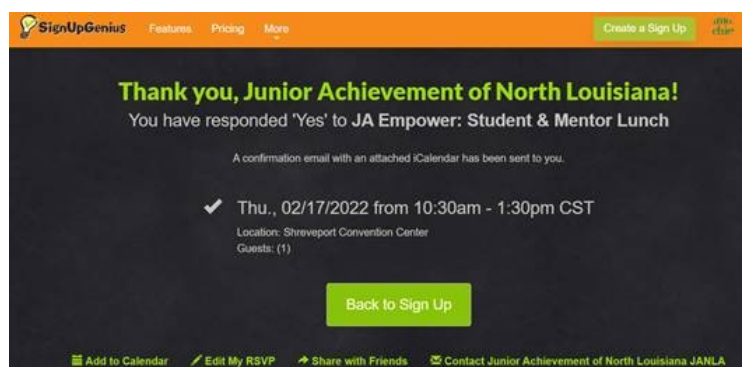 SignUpGenius Features Pricing More Create a Sign Up
Thank you, Junior Achievement of North Louisiana!
You have responded 'Yes' to JA Empower: Student & Mentor Lunch
A confirmation email with an attached iCalendar has been sent to you.
Thu., 02/17/2022 from 10:30am - 1:30pm CST
Location: Shreveport Convention Center
Guests: (1)
Back to Sign Up
Add to Calendar Edit My RSVP Share with Friends Contact Junior Achievement of North Louisiana JANLA